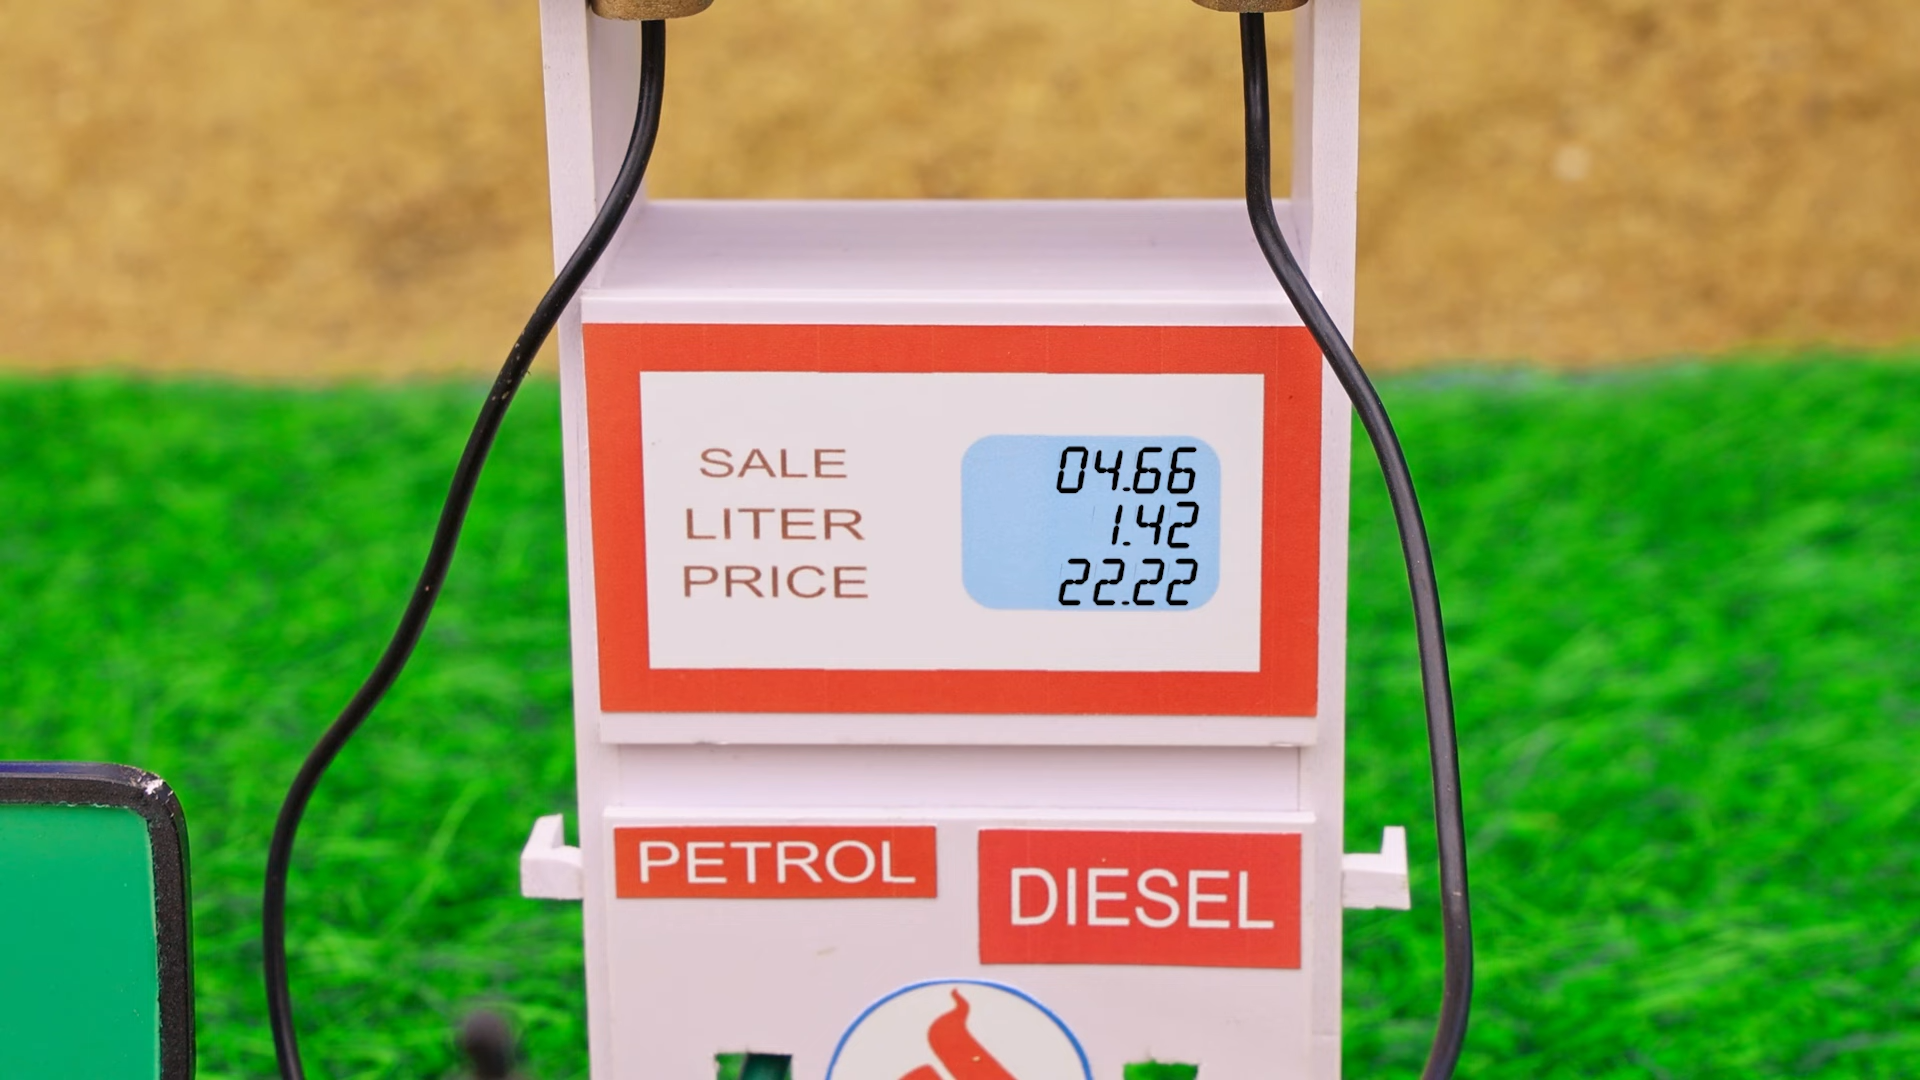 SALE 04.66
LITER 1.42
PRICE 22.22
PETROL
DIESEL